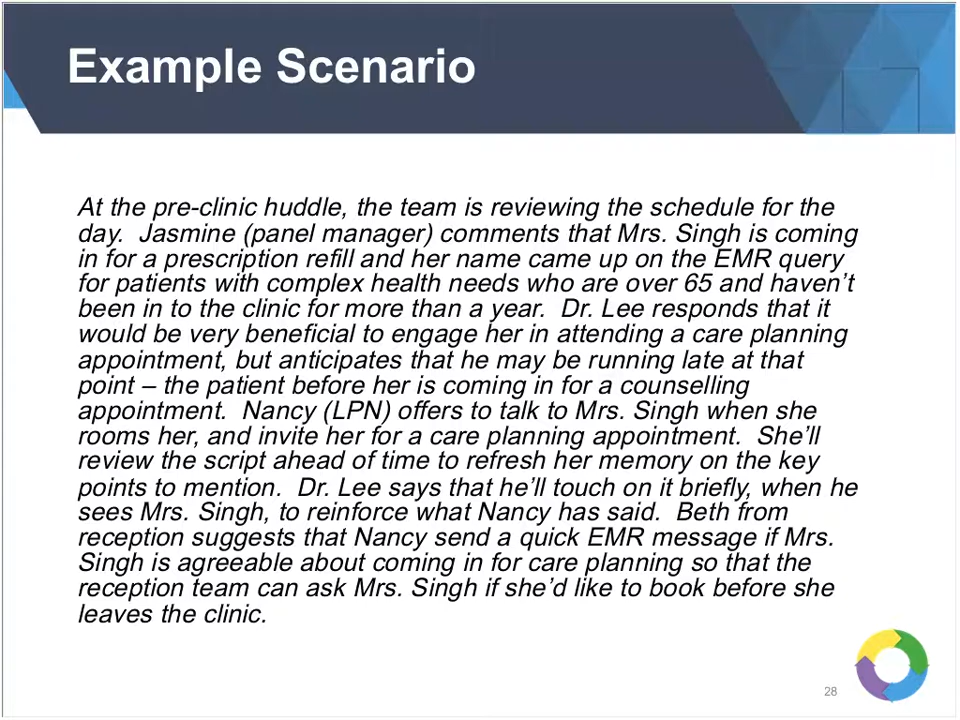 Example Scenario
At the pre-clinic huddle, the team is reviewing the schedule for the
day.  Jasmine (panel manager) comments that Mrs. Singh is coming
in for a prescription refill and her name came up on the EMR query
for patients with complex health needs who are over 65 and haven’t
been in to the clinic for more than a year.  Dr. Lee responds that it
would be very beneficial to engage her in attending a care planning
appointment, but anticipates that he may be running late at that
point – the patient before her is coming in for a counselling
appointment.  Nancy (LPN) offers to talk to Mrs. Singh when she
rooms her, and invite her for a care planning appointment.  She’ll
review the script ahead of time to refresh her memory on the key
points to mention.  Dr. Lee says that he’ll touch on it briefly, when he
sees Mrs. Singh, to reinforce what Nancy has said.  Beth from
reception suggests that Nancy send a quick EMR message if Mrs.
Singh is agreeable about coming in for care planning so that the
reception team can ask Mrs. Singh if she’d like to book before she
leaves the clinic.
28